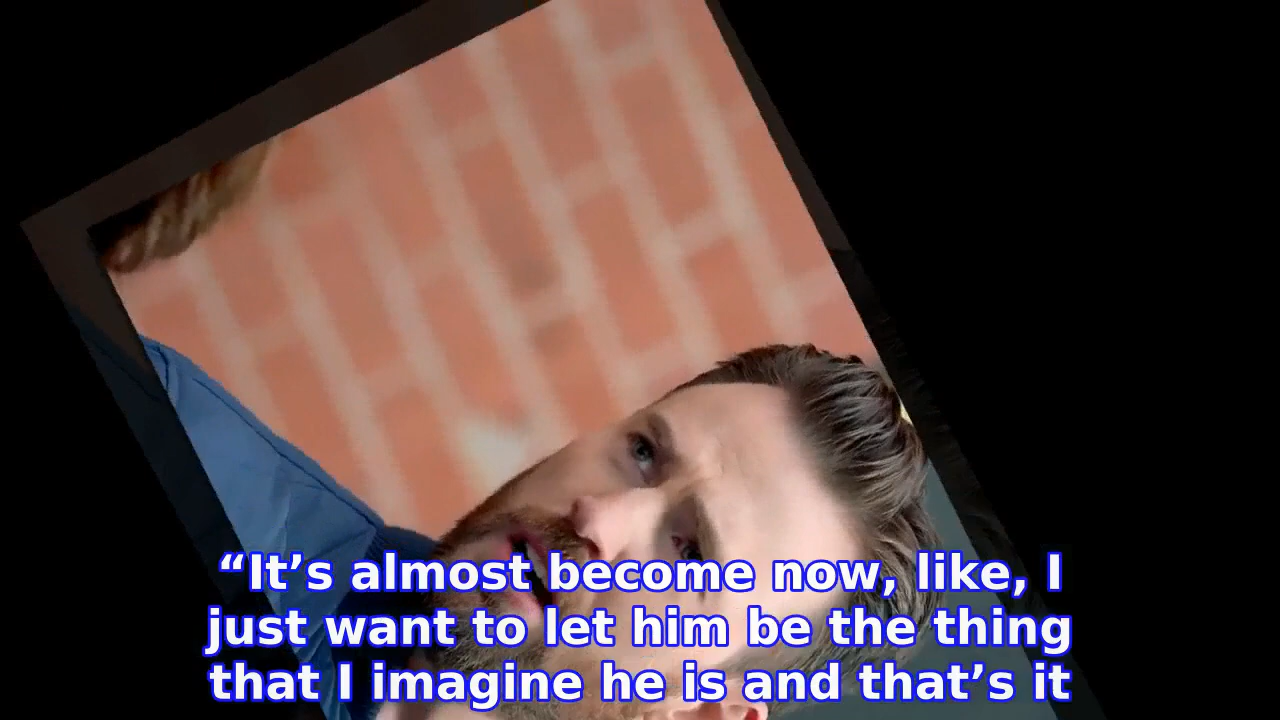 “It’s almost become now, like, I
just want to let him be the thing
that I imagine he is and that’s it